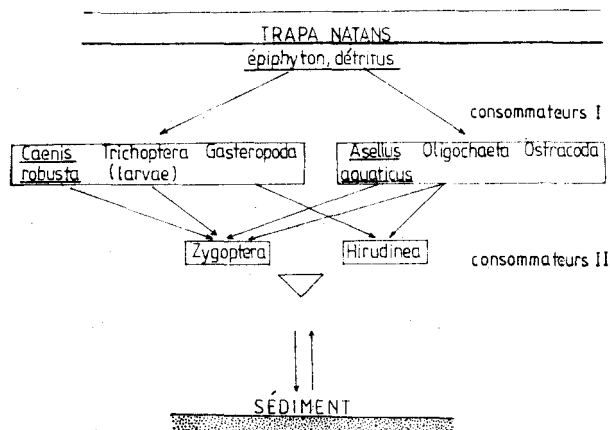 TRAPA NATANS
épiphyton, détritus
consommateurs I
Caenis Trichoptera Gasteropoda
robusta (larvae)
Asellus Oligochaeta Ostracoda
aquaticus
Zygoptera
Hirudinea
consommateurs II
SÉDIMENT